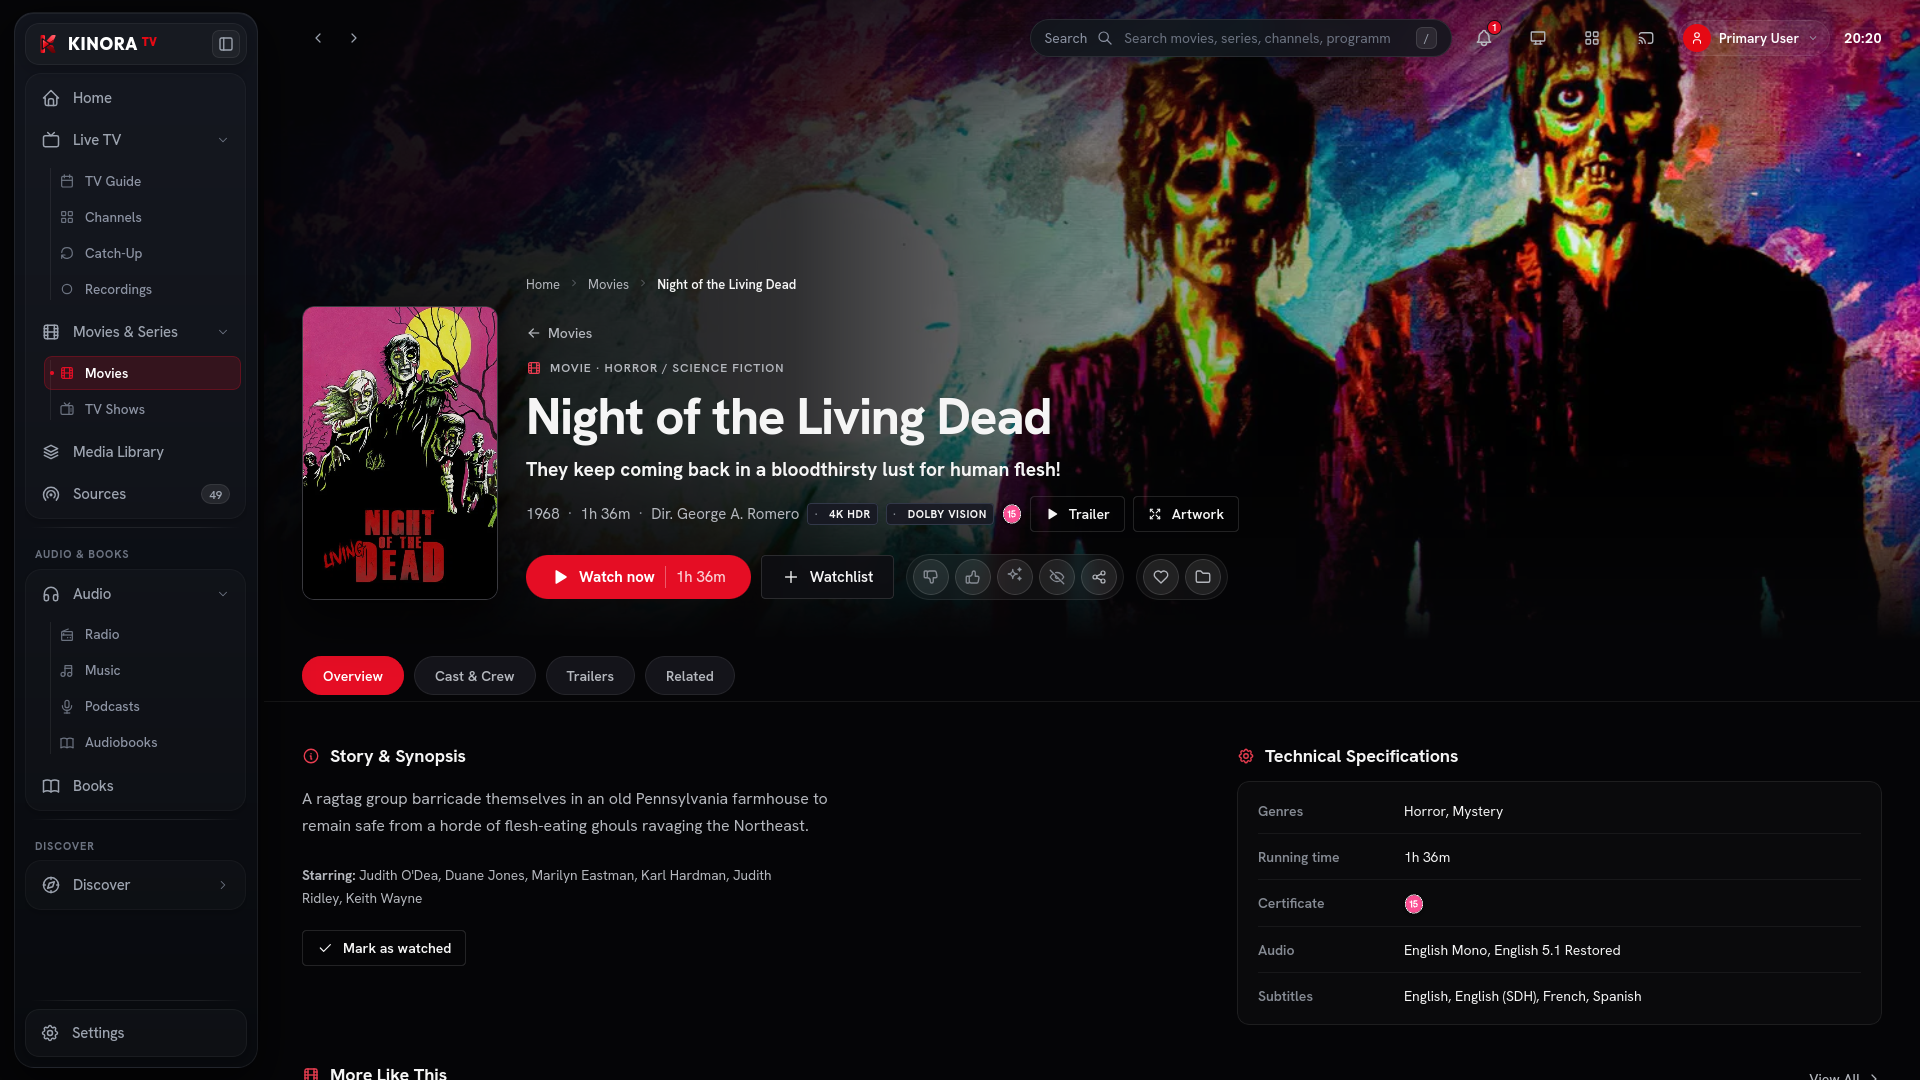 KINORA TV
Home
Live TV
TV Guide
Channels
Catch-Up
Recordings
Movies & Series
Movies
TV Shows
Media Library
Sources 49
AUDIO & BOOKS
Audio
Radio
Music
Podcasts
Audiobooks
Books
DISCOVER
Discover
Settings
Search Search movies, series, channels, programm /
1
Primary User
20:20
Home Movies Night of the Living Dead
Movies
MOVIE · HORROR / SCIENCE FICTION
Night of the Living Dead
They keep coming back in a bloodthirsty lust for human flesh!
1968 · 1h 36m · Dir. George A. Romero · 4K HDR · DOLBY VISION 15 Trailer Artwork
Watch now 1h 36m Watchlist
NIGHT
OF THE
LIVING DEAD
Overview Cast & Crew Trailers Related
Story & Synopsis
A ragtag group barricade themselves in an old Pennsylvania farmhouse to
remain safe from a horde of flesh-eating ghouls ravaging the Northeast.
Starring: Judith O'Dea, Duane Jones, Marilyn Eastman, Karl Hardman, Judith
Ridley, Keith Wayne
Mark as watched
Technical Specifications
Genres Horror, Mystery
Running time 1h 36m
Certificate 15
Audio English Mono, English 5.1 Restored
Subtitles English, English (SDH), French, Spanish
More Like This
View All